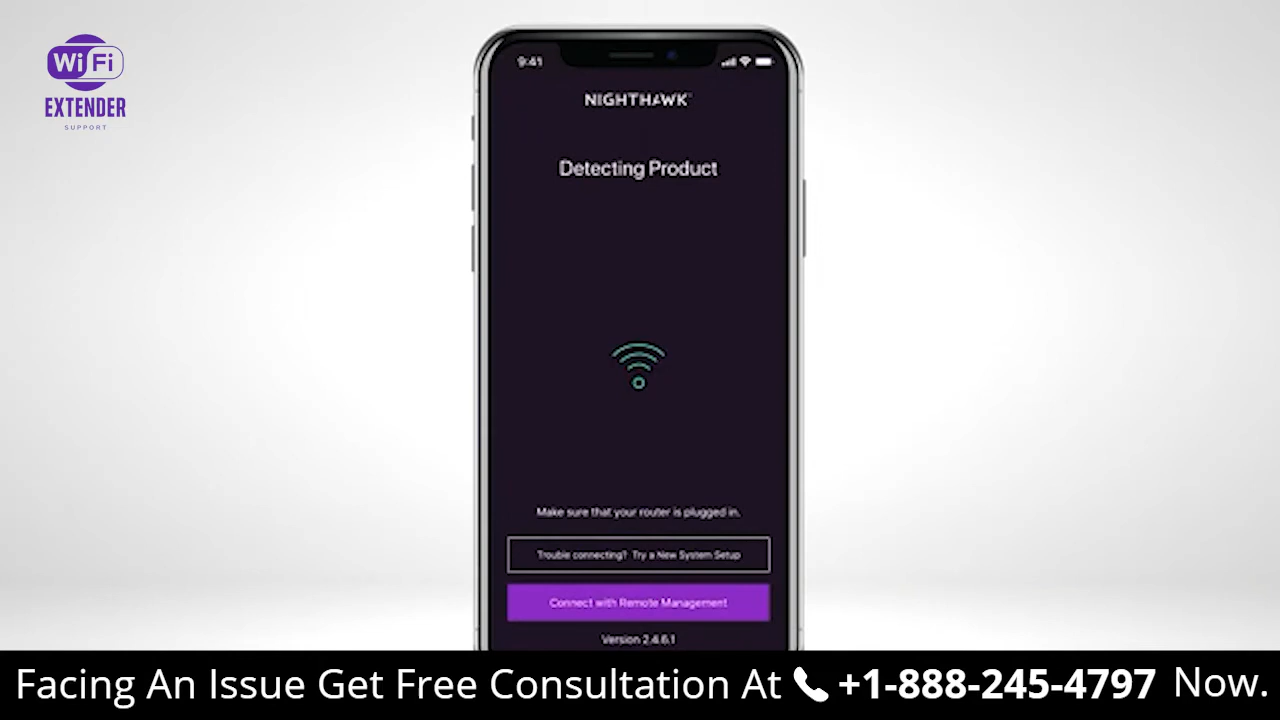 WiFi
EXTENDER
SUPPORT
9:41
NIGHTHAWK™
Detecting Product
Make sure that your router is plugged in.
Trouble connecting? Try a New System Setup
Connect with Remote Management
Version 2.4.6.1
Facing An Issue Get Free Consultation At +1-888-245-4797 Now.